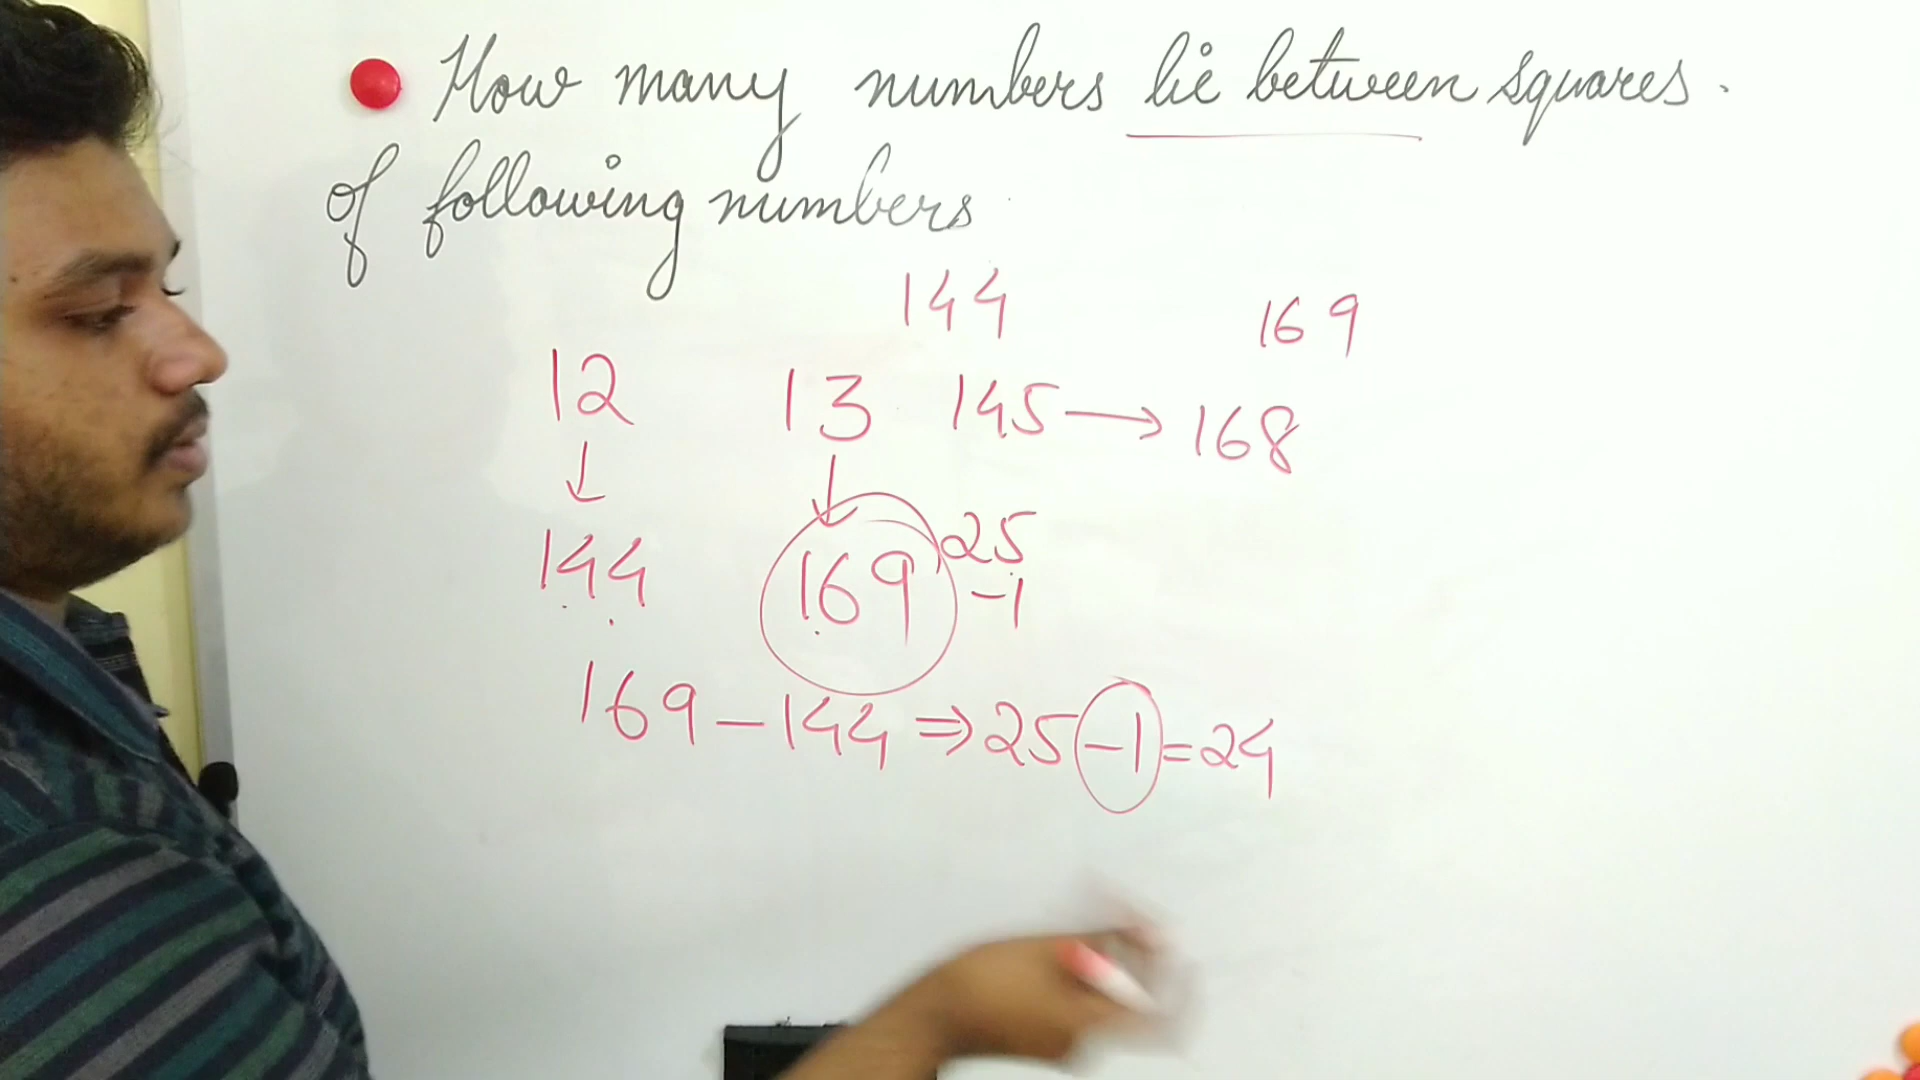 How many numbers lie between squares.
of following numbers
144 169
12 13 145 → 168
↓ ↓
144 169 25
-1
169 - 144 ⇒ 25 - 1 = 24